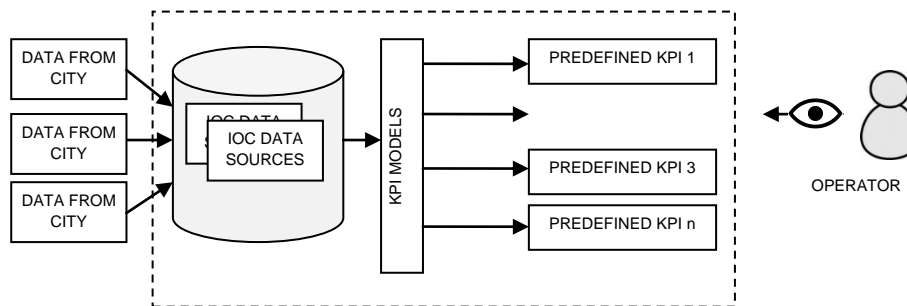 DATA FROM
CITY
DATA FROM
CITY
DATA FROM
CITY
IOC DATA
S
IOC DATA
SOURCES
KPI MODELS
PREDEFINED KPI 1
PREDEFINED KPI 3
PREDEFINED KPI n
OPERATOR